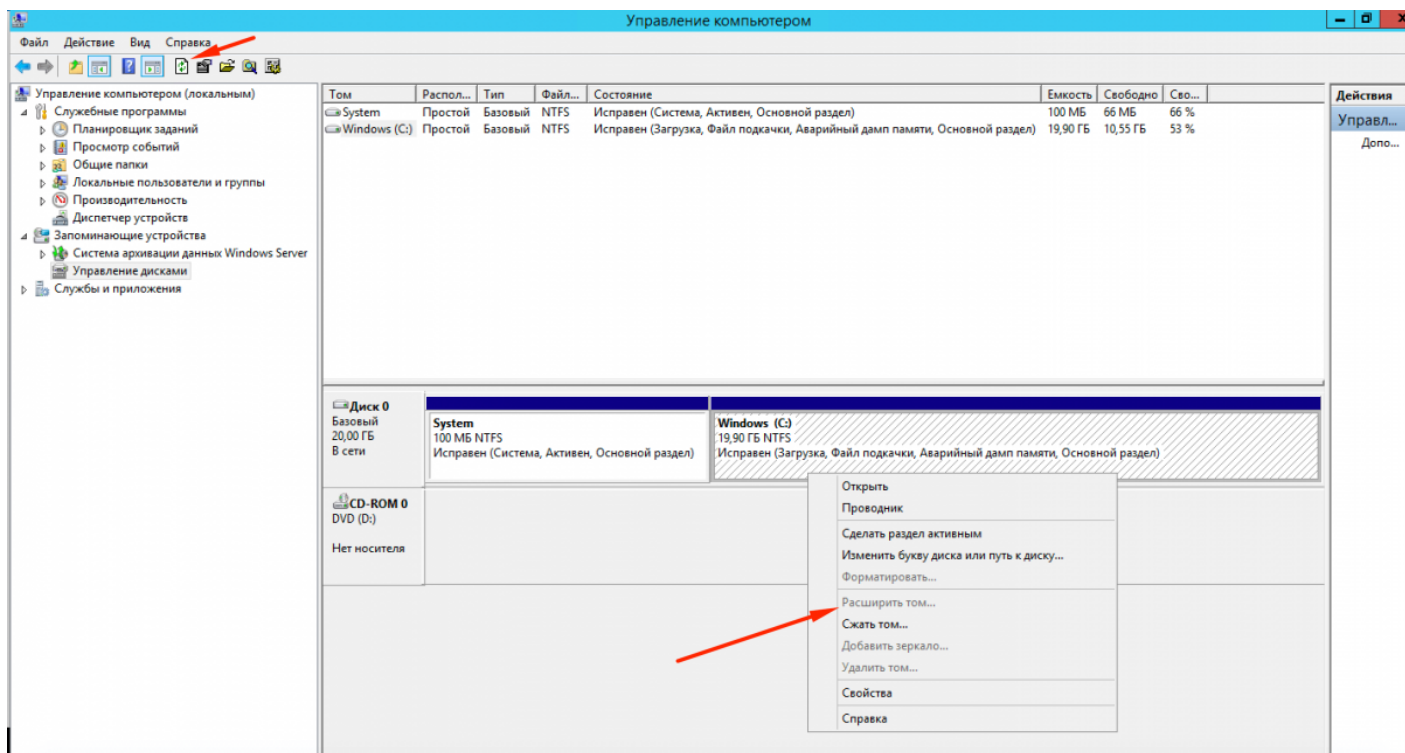 Управление компьютером
Файл Действие Вид Справка
Управление компьютером (локальным)
Служебные программы
Планировщик заданий
Просмотр событий
Общие папки
Локальные пользователи и группы
Производительность
Диспетчер устройств
Запоминающие устройства
Система архивации данных Windows Server
Управление дисками
Службы и приложения
Том Распол... Тип Файл... Состояние Емкость Свободно Сво...
System Простой Базовый NTFS Исправен (Система, Активен, Основной раздел) 100 МБ 66 МБ 66 %
Windows (C:) Простой Базовый NTFS Исправен (Загрузка, Файл подкачки, Аварийный дамп памяти, Основной раздел) 19,90 ГБ 10,55 ГБ 53 %
Действия
Управл...
Допо...
Диск 0
Базовый
20,00 ГБ
В сети
System
100 МБ NTFS
Исправен (Система, Активен, Основной раздел)
Windows (C:)
19,90 ГБ NTFS
Исправен (Загрузка, Файл подкачки, Аварийный дамп памяти, Основной раздел)
CD-ROM 0
DVD (D:)
Нет носителя
Открыть
Проводник
Сделать раздел активным
Изменить букву диска или путь к диску...
Форматировать...
Расширить том...
Сжать том...
Добавить зеркало...
Удалить том...
Свойства
Справка